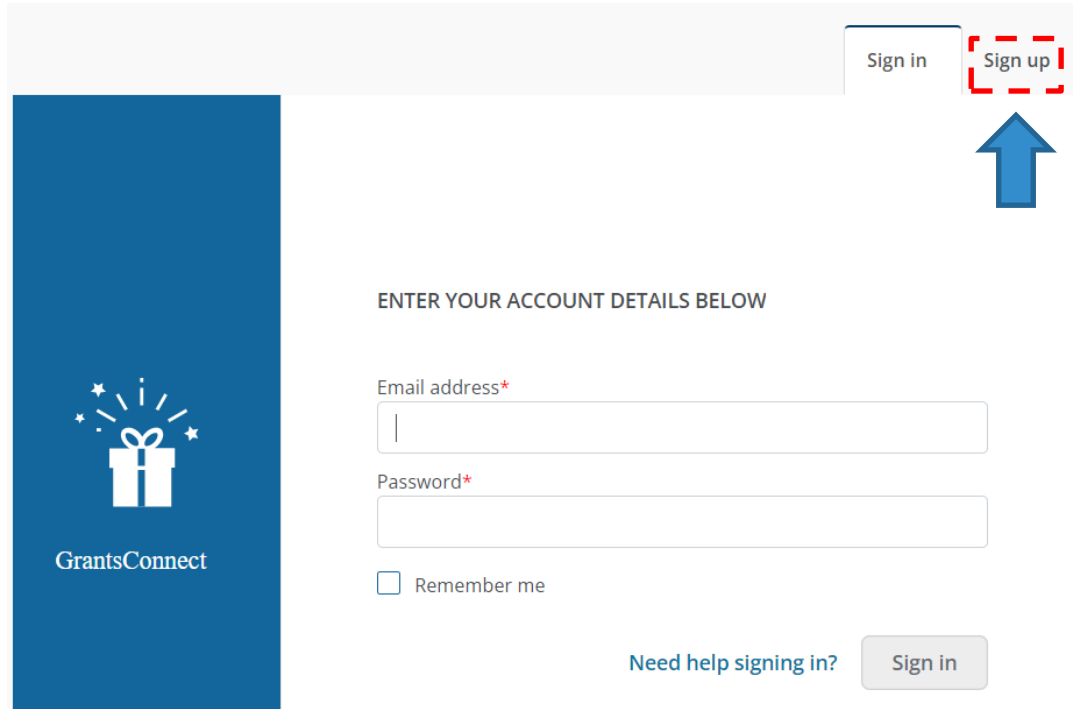 Sign in
Sign up
ENTER YOUR ACCOUNT DETAILS BELOW
Email address*
Password*
GrantsConnect
Remember me
Need help signing in?
Sign in